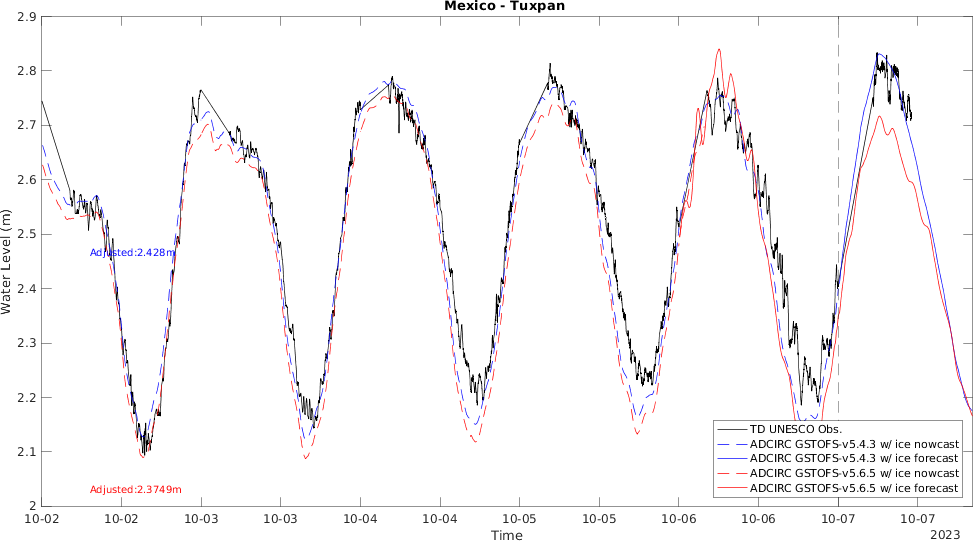 Mexico - Tuxpan
2.9
2.8
2.7
2.6
2.5
2.4
2.3
2.2
2.1
2
Water Level (m)
Adjusted:2.428m
Adjusted:2.3749m
TD UNESCO Obs.
ADCIRC GSTOFS-v5.4.3 w/ ice nowcast
ADCIRC GSTOFS-v5.4.3 w/ ice forecast
ADCIRC GSTOFS-v5.6.5 w/ ice nowcast
ADCIRC GSTOFS-v5.6.5 w/ ice forecast
10-02 10-02 10-03 10-03 10-04 10-04 10-05 10-05 10-06 10-06 10-07 10-07
Time
2023